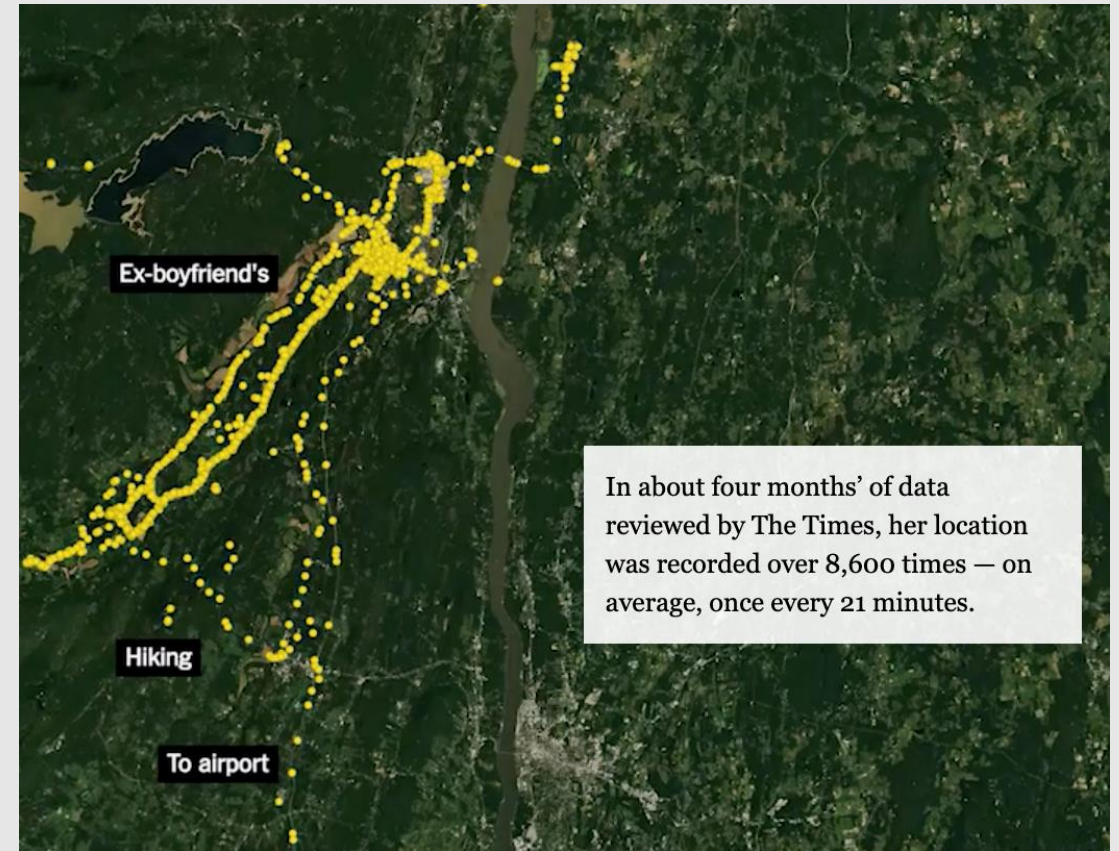 Ex-boyfriend's
In about four months’ of data
reviewed by The Times, her location
was recorded over 8,600 times — on
average, once every 21 minutes.
Hiking
To airport